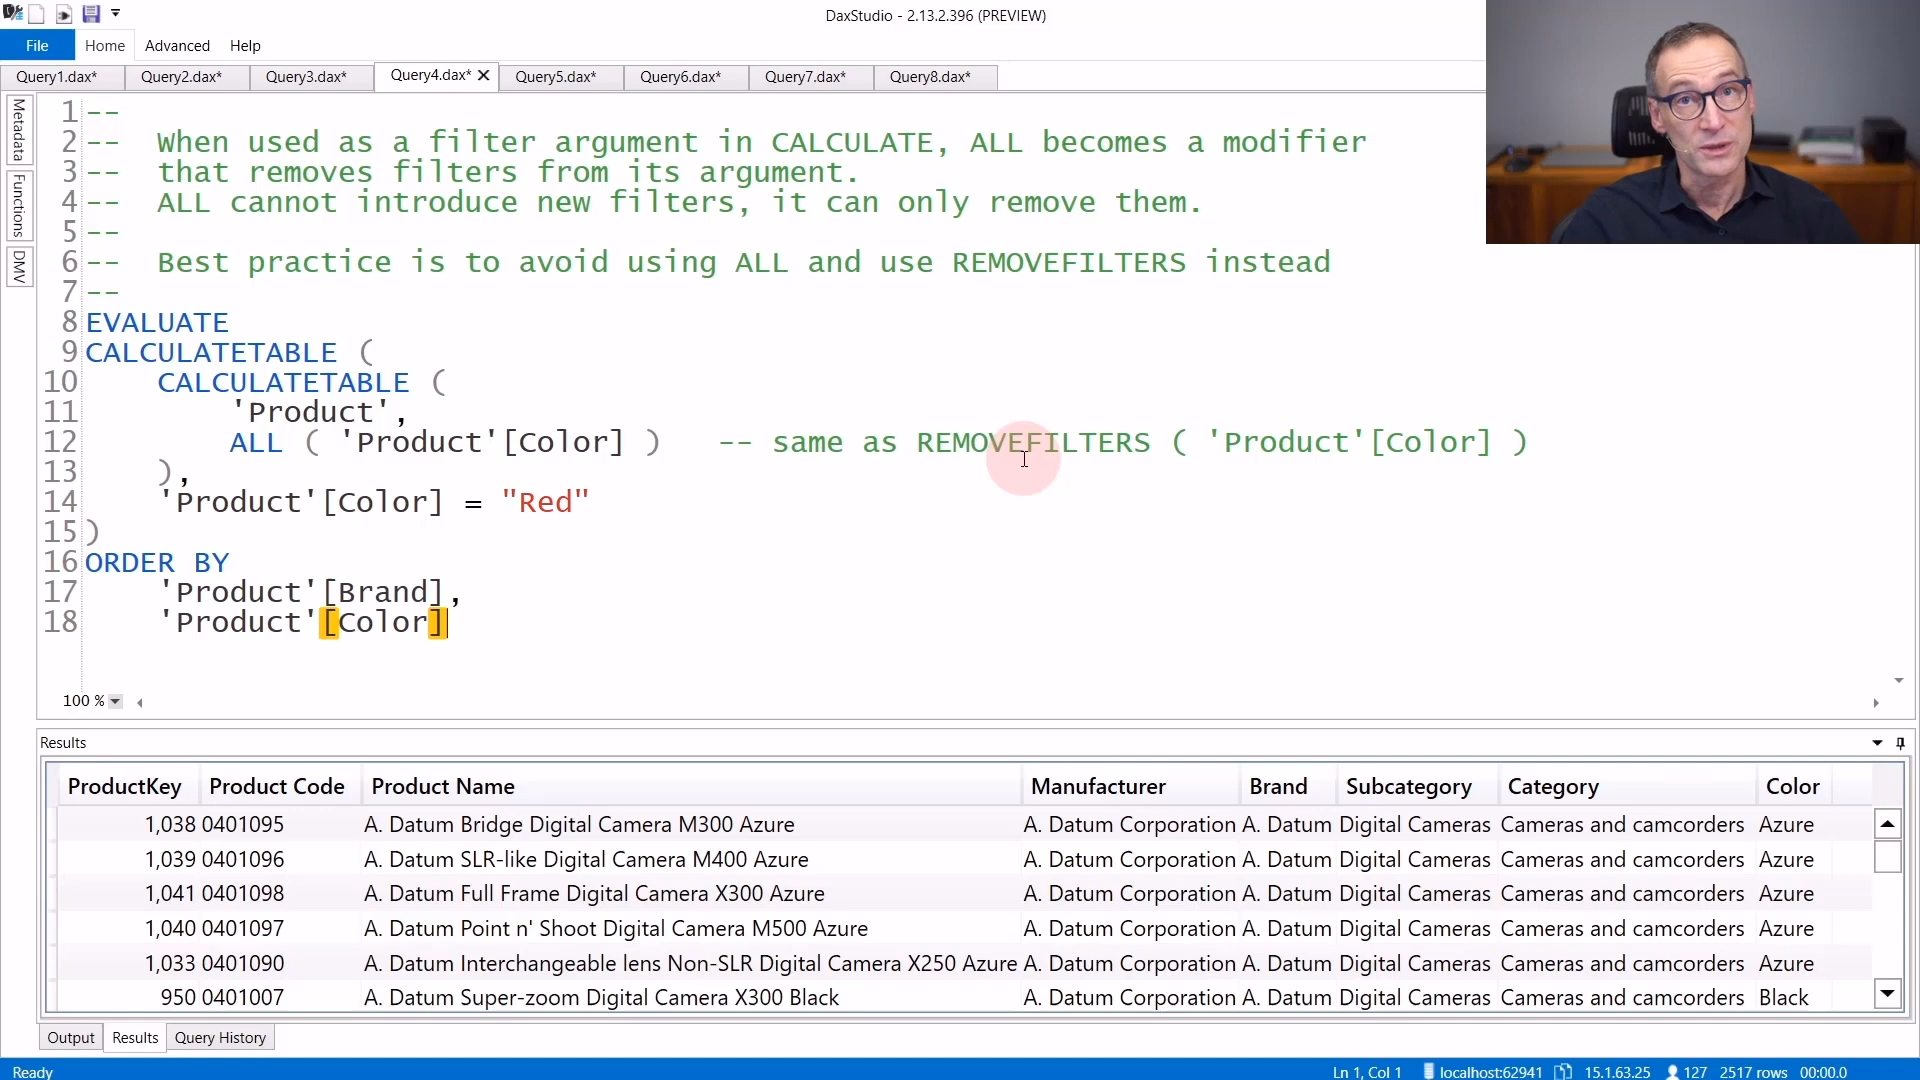 DaxStudio - 2.13.2.396 (PREVIEW)
File Home Advanced Help
Query1.dax* Query2.dax* Query3.dax* Query4.dax* Query5.dax* Query6.dax* Query7.dax* Query8.dax*
Metadata
Functions
DMV
1 --
2 -- When used as a filter argument in CALCULATE, ALL becomes a modifier
3 -- that removes filters from its argument.
4 -- ALL cannot introduce new filters, it can only remove them.
5 --
6 -- Best practice is to avoid using ALL and use REMOVEFILTERS instead
7 --
8 EVALUATE
9 CALCULATETABLE (
10 CALCULATETABLE (
11 'Product',
12 ALL ( 'Product'[Color] ) -- same as REMOVEFILTERS ( 'Product'[Color] )
13 ),
14 'Product'[Color] = "Red"
15 )
16 ORDER BY
17 'Product'[Brand],
18 'Product'[Color]
100 %
Results
ProductKey Product Code Product Name Manufacturer Brand Subcategory Category Color
1,038 0401095 A. Datum Bridge Digital Camera M300 Azure A. Datum Corporation A. Datum Digital Cameras Cameras and camcorders Azure
1,039 0401096 A. Datum SLR-like Digital Camera M400 Azure A. Datum Corporation A. Datum Digital Cameras Cameras and camcorders Azure
1,041 0401098 A. Datum Full Frame Digital Camera X300 Azure A. Datum Corporation A. Datum Digital Cameras Cameras and camcorders Azure
1,040 0401097 A. Datum Point n' Shoot Digital Camera M500 Azure A. Datum Corporation A. Datum Digital Cameras Cameras and camcorders Azure
1,033 0401090 A. Datum Interchangeable lens Non-SLR Digital Camera X250 Azure A. Datum Corporation A. Datum Digital Cameras Cameras and camcorders Azure
950 0401007 A. Datum Super-zoom Digital Camera X300 Black A. Datum Corporation A. Datum Digital Cameras Cameras and camcorders Black
Output Results Query History
Ready Ln 1, Col 1 localhost:62941 15.1.63.25 127 2517 rows 00:00.0